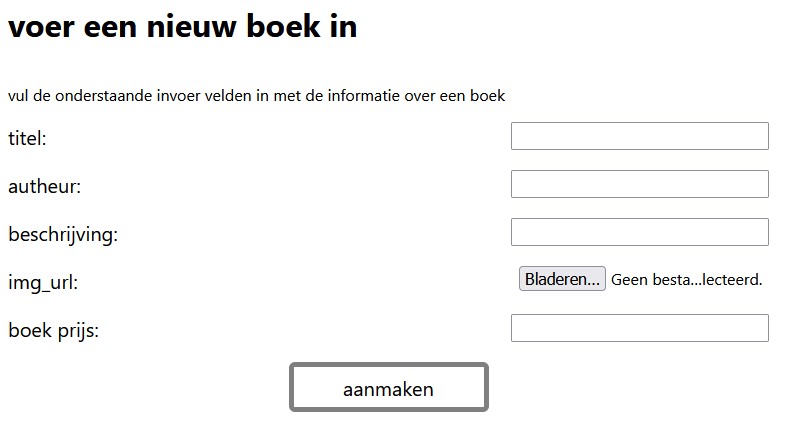 voer een nieuw boek in
vul de onderstaande invoer velden in met de informatie over een boek
titel:
autheur:
beschrijving:
img_url:
Bladeren... Geen besta...lecteerd.
boek prijs:
aanmaken